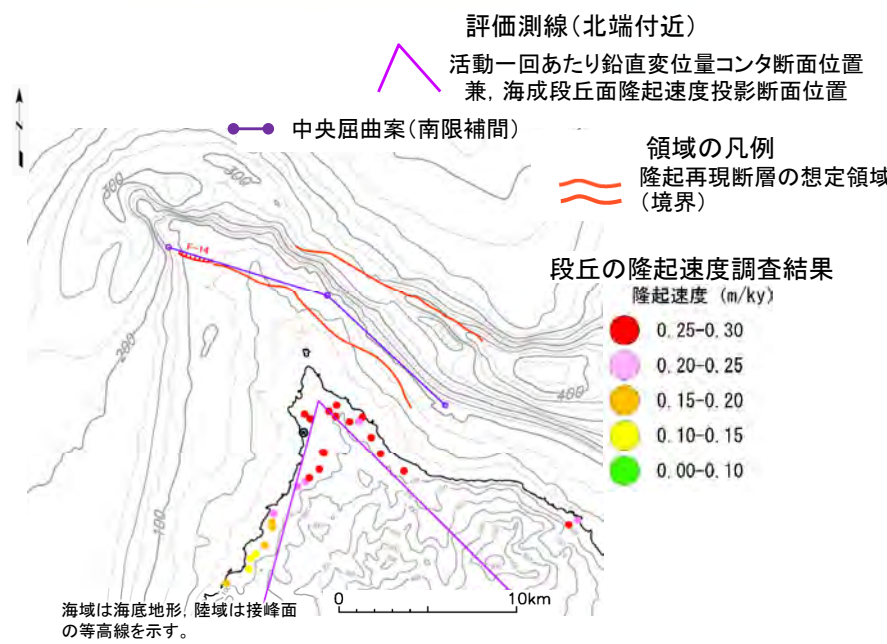 評価測線(北端付近)
活動一回あたり鉛直変位量コンタ断面位置
兼, 海成段丘面隆起速度投影断面位置
中央屈曲案(南限補間)
領域の凡例
隆起再現断層の想定領域
(境界)
段丘の隆起速度調査結果
隆起速度 (m/ky)
0.25-0.30
0.20-0.25
0.15-0.20
0.10-0.15
0.00-0.10
300
300
F-14
200
400
100
0
10km
海域は海底地形, 陸域は接峰面
の等高線を示す。